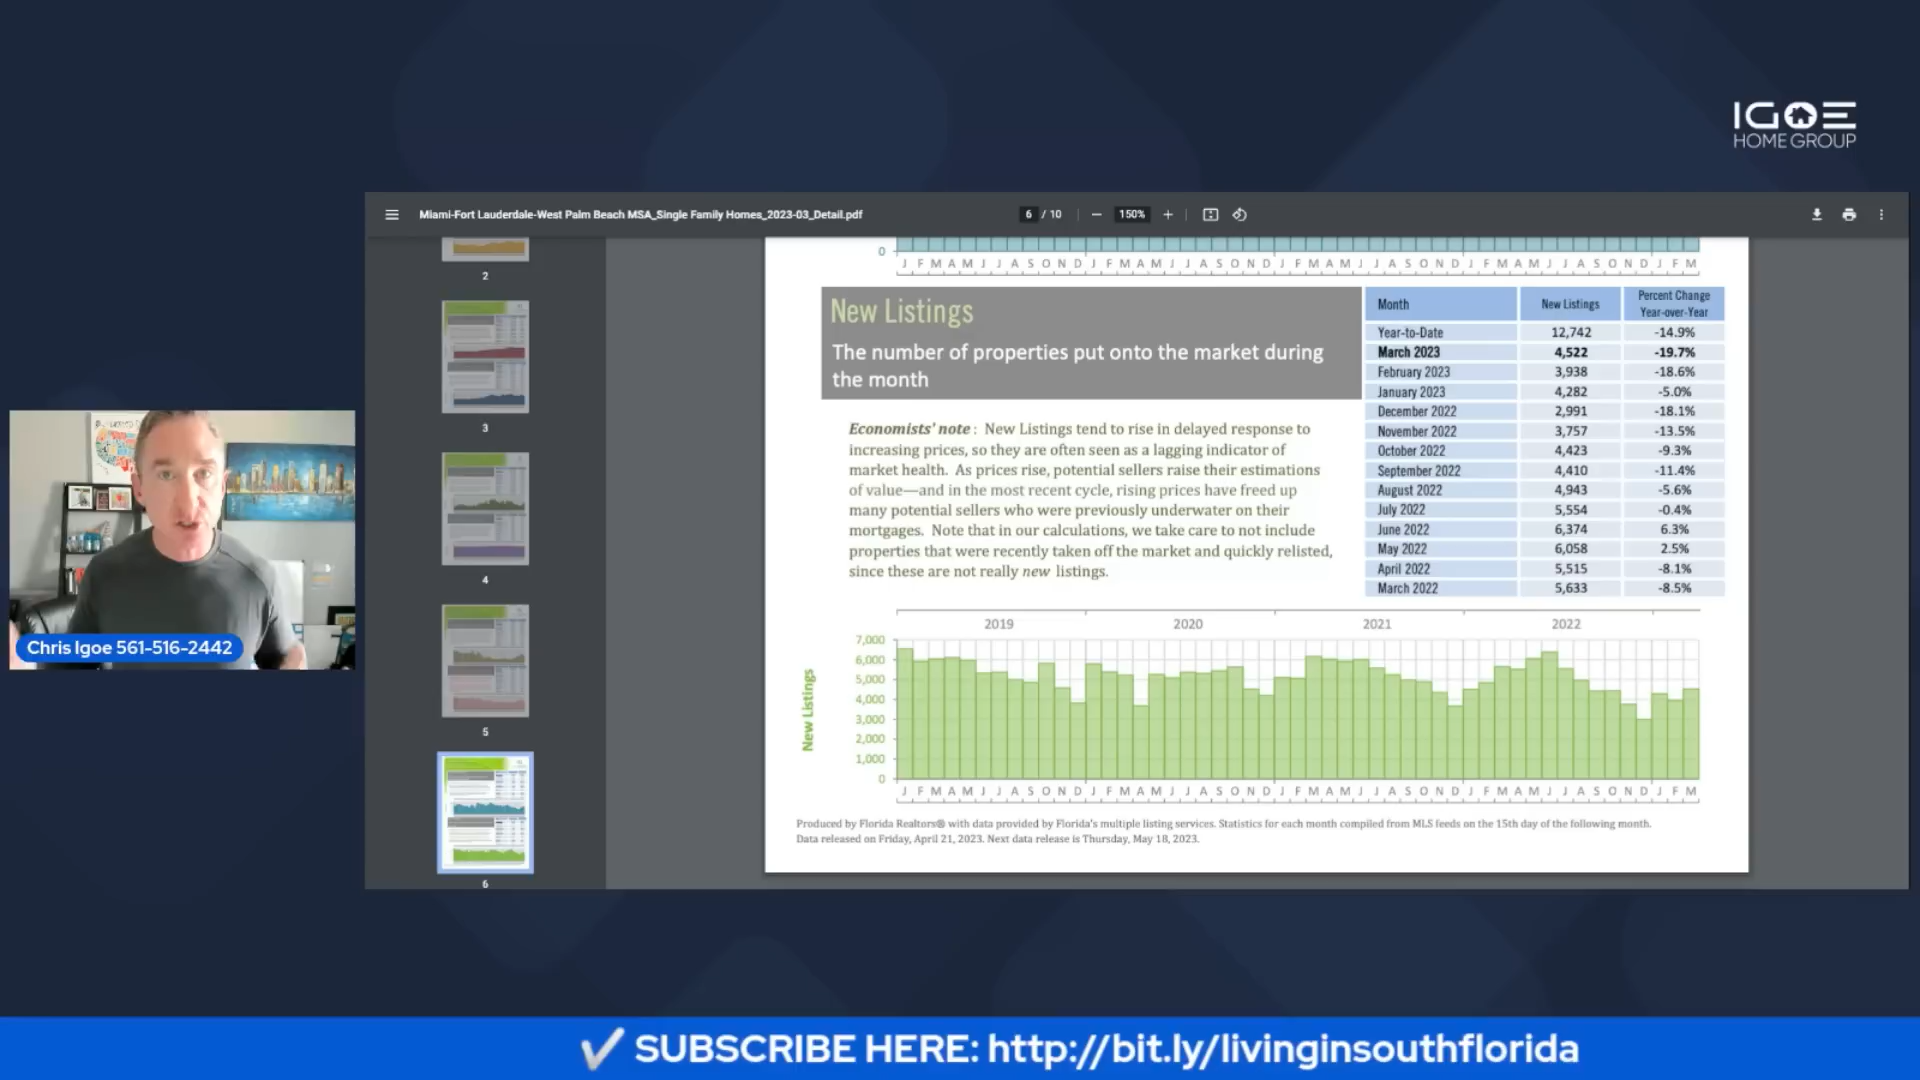 IGOE
HOME GROUP
Miami-Fort Lauderdale-West Palm Beach MSA_Single Family Homes_2023-03_Detail.pdf
6 / 10
150%
2
3
4
5
6
0
J F M A M J J A S O N D J F M A M J J A S O N D J F M A M J J A S O N D J F M A M J J A S O N D J F M
New Listings
The number of properties put onto the market during
the month
Economists' note : New Listings tend to rise in delayed response to
increasing prices, so they are often seen as a lagging indicator of
market health. As prices rise, potential sellers raise their estimations
of value—and in the most recent cycle, rising prices have freed up
many potential sellers who were previously underwater on their
mortgages. Note that in our calculations, we take care to not include
properties that were recently taken off the market and quickly relisted,
since these are not really new listings.
Month New Listings Percent Change
Year-over-Year
Year-to-Date 12,742 -14.9%
March 2023 4,522 -19.7%
February 2023 3,938 -18.6%
January 2023 4,282 -5.0%
December 2022 2,991 -18.1%
November 2022 3,757 -13.5%
October 2022 4,423 -9.3%
September 2022 4,410 -11.4%
August 2022 4,943 -5.6%
July 2022 5,554 -0.4%
June 2022 6,374 6.3%
May 2022 6,058 2.5%
April 2022 5,515 -8.1%
March 2022 5,633 -8.5%
2019 2020 2021 2022
New Listings
7,000
6,000
5,000
4,000
3,000
2,000
1,000
0
J F M A M J J A S O N D J F M A M J J A S O N D J F M A M J J A S O N D J F M A M J J A S O N D J F M
Produced by Florida Realtors® with data provided by Florida's multiple listing services. Statistics for each month compiled from MLS feeds on the 15th day of the following month.
Data released on Friday, April 21, 2023. Next data release is Thursday, May 18, 2023.
Chris Igoe 561-516-2442
SUBSCRIBE HERE: http://bit.ly/livinginsouthflorida